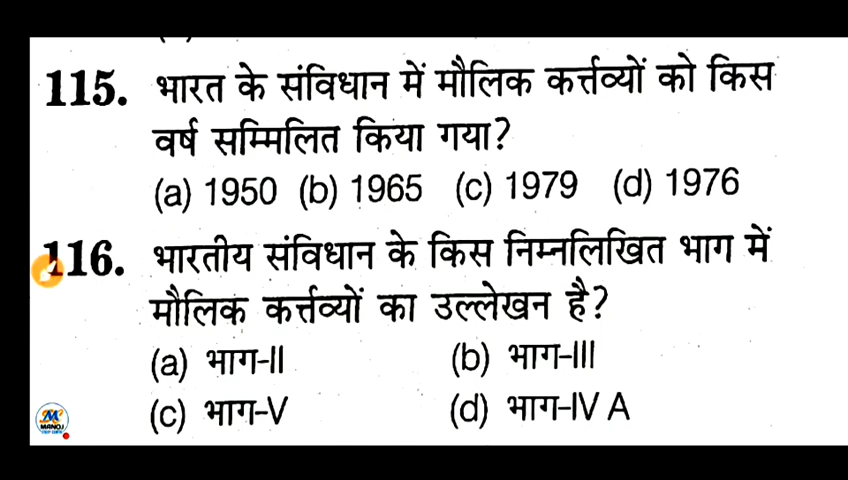 115. भारत के संविधान में मौलिक कर्त्तव्यों को किस
वर्ष सम्मिलित किया गया?
(a) 1950 (b) 1965 (c) 1979 (d) 1976
116. भारतीय संविधान के किस निम्नलिखित भाग में
मौलिक कर्त्तव्यों का उल्लेखन है?
(a) भाग-II (b) भाग-III
(c) भाग-V (d) भाग-IV A
MANOJ